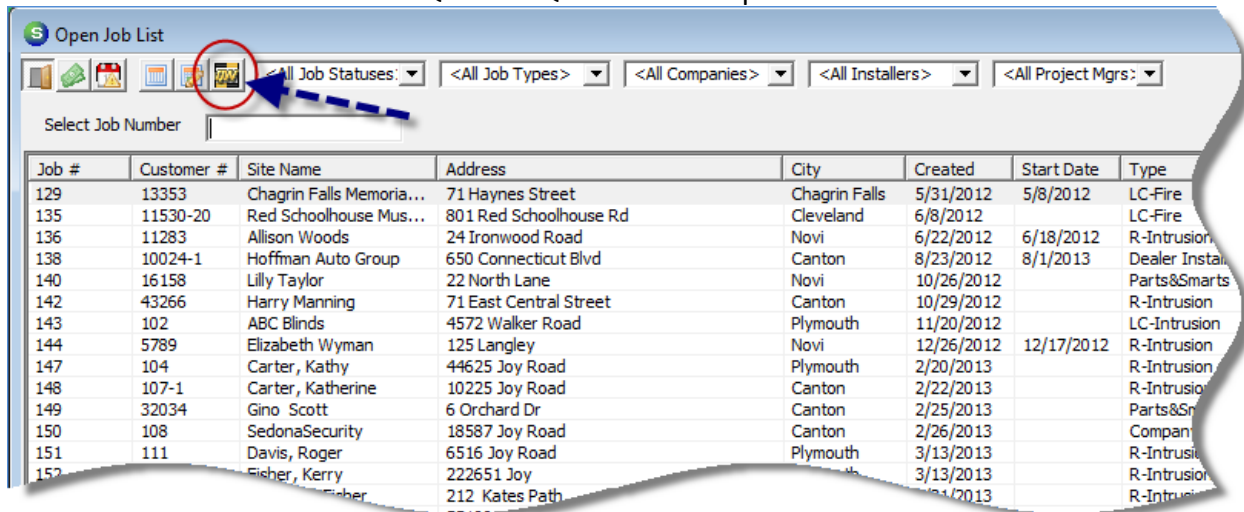 Open Job List
<All Job Statuses: <All Job Types> <All Companies> <All Installers> <All Project Mgrs:
Select Job Number
Job # Customer # Site Name Address City Created Start Date Type
129 13353 Chagrin Falls Memoria... 71 Haynes Street Chagrin Falls 5/31/2012 5/8/2012 LC-Fire
135 11530-20 Red Schoolhouse Mus... 801 Red Schoolhouse Rd Cleveland 6/8/2012 LC-Fire
136 11283 Allison Woods 24 Ironwood Road Novi 6/22/2012 6/18/2012 R-Intrusion
138 10024-1 Hoffman Auto Group 650 Connecticut Blvd Canton 8/23/2012 8/1/2013 Dealer Instal
140 16158 Lilly Taylor 22 North Lane Novi 10/26/2012 Parts&Smarts
142 43266 Harry Manning 71 East Central Street Canton 10/29/2012 R-Intrusion
143 102 ABC Blinds 4572 Walker Road Plymouth 11/20/2012 LC-Intrusion
144 5789 Elizabeth Wyman 125 Langley Novi 12/26/2012 12/17/2012 R-Intrusion
147 104 Carter, Kathy 44625 Joy Road Plymouth 2/20/2013 R-Intrusion
148 107-1 Carter, Katherine 10225 Joy Road Canton 2/22/2013 R-Intrusio
149 32034 Gino Scott 6 Orchard Dr Canton 2/25/2013 Parts&Sm
150 108 SedonaSecurity 18587 Joy Road Canton 2/26/2013 Compan
151 111 Davis, Roger 6516 Joy Road Plymouth 3/13/2013 R-Intrusi
152 Fisher, Kerry 222651 Joy 3/13/2013 R-Intrusion
Fisher 212 Kates Path /2013